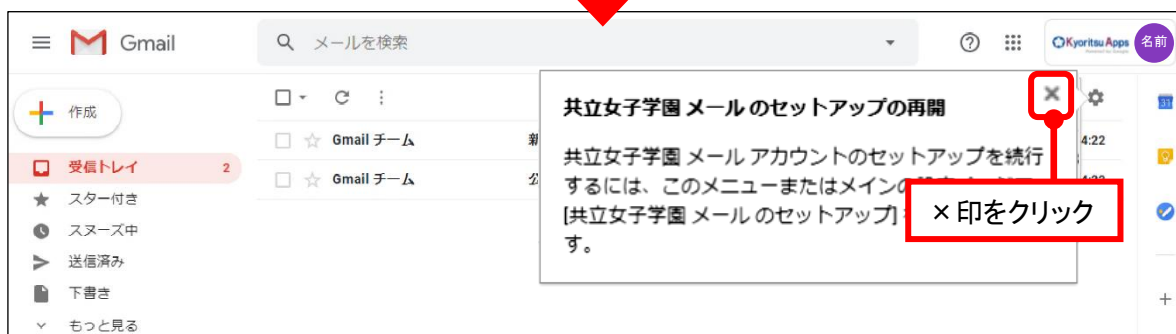 Gmail
メールを検索
Kyoritsu Apps
名前
作成
共立女子学園 メール のセットアップの再開
Gmail チーム
新
4:22
受信トレイ 2
共立女子学園 メール アカウントのセットアップを続行
Gmail チーム
公
するには、このメニューまたはメインの
スター付き
[共立女子学園 メール のセットアップ]
×印をクリック
スヌーズ中
す。
送信済み
下書き
もっと見る
31